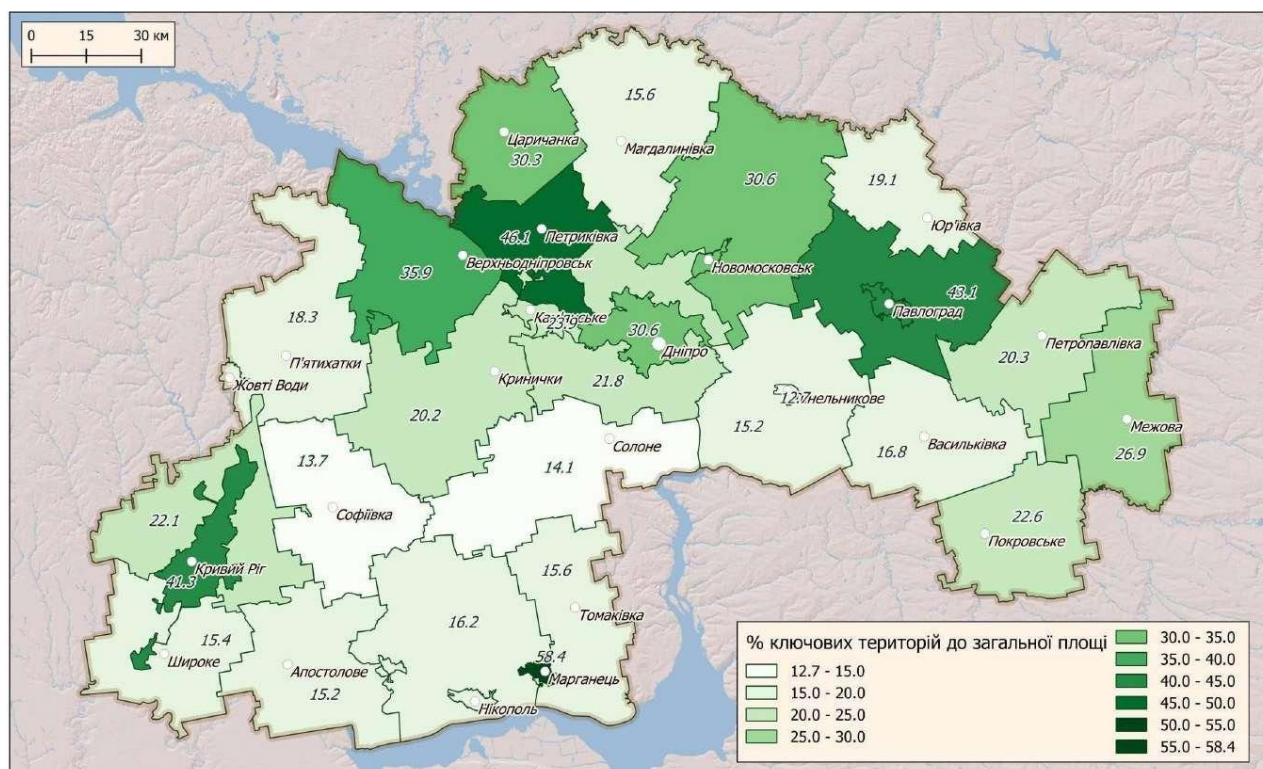 0 15 30 км
15.6
Царичанка
30.3
Магдалинівка
30.6
19.1
Юр'ївка
46.1
Петриківка
Верхньодніпровськ
35.9
Новомосковськ
43.1
Павлоград
18.3
23.9
30.6
Дніпро
20.3
Петропавлівка
П'ятихатки
Жовті Води
Кринички
21.8
20.2
12.7
15.2
Межова
26.9
Солоне
16.8
Васильківка
13.7
14.1
Софіївка
22.1
22.6
Покровське
Кривий Ріг
41.3
15.6
Томаківка
16.2
15.4
Широке
Апостолове
15.2
58.4
Марганець
Нікополь
% ключових територій до загальної площі
12.7 - 15.0
15.0 - 20.0
20.0 - 25.0
25.0 - 30.0
30.0 - 35.0
35.0 - 40.0
40.0 - 45.0
45.0 - 50.0
50.0 - 55.0
55.0 - 58.4